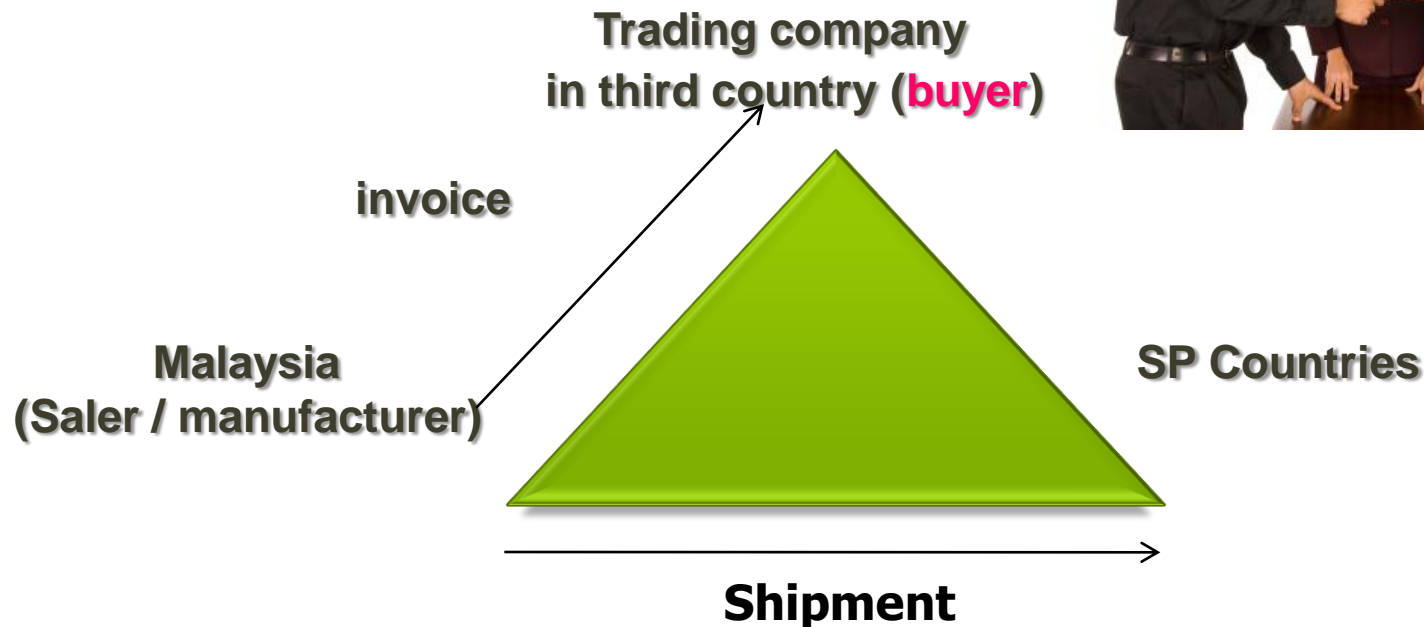 Trading company
in third country (buyer)
invoice
Malaysia
(Saler / manufacturer)
SP Countries
Shipment